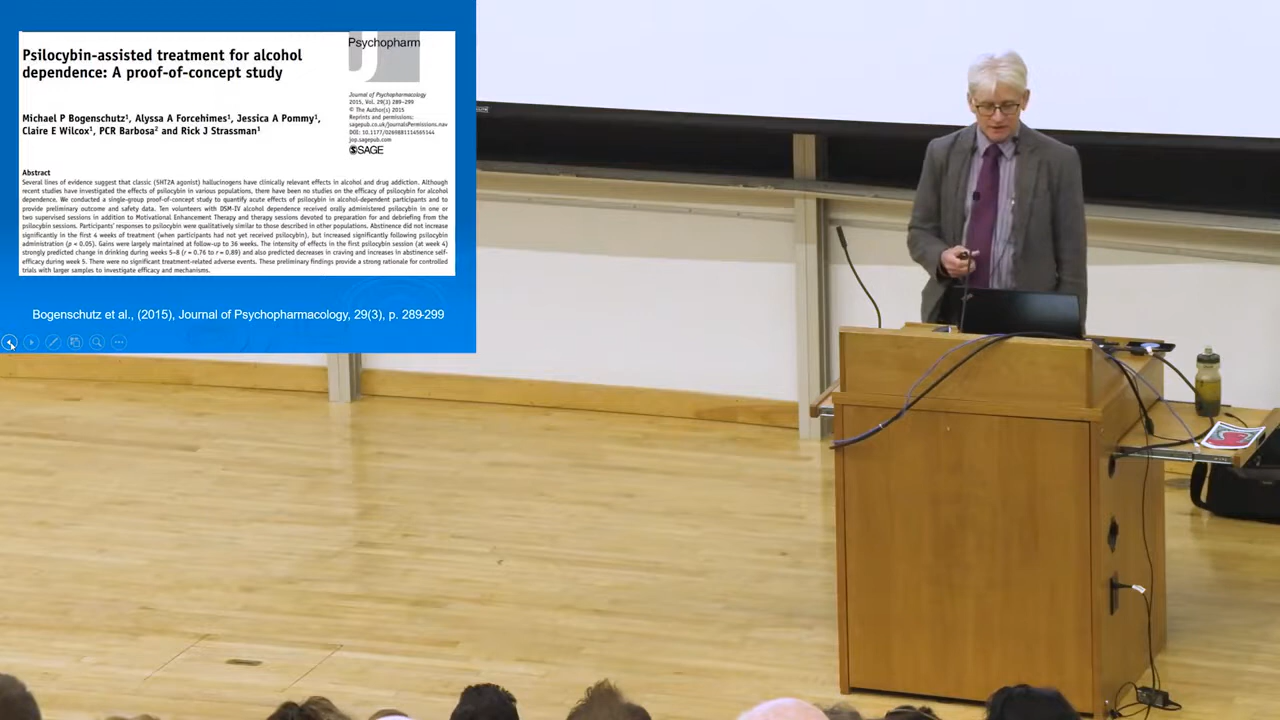 Psilocybin-assisted treatment for alcohol
dependence: A proof-of-concept study
Psychopharm
Journal of Psychopharmacology
2015, Vol. 29(3) 289–299
© The Author(s) 2015
Reprints and permissions:
sagepub.co.uk/journalsPermissions.nav
DOI: 10.1177/0269881114565144
jop.sagepub.com
SAGE
Michael P Bogenschutz¹, Alyssa A Forcehimes¹, Jessica A Pommy¹,
Claire E Wilcox¹, PCR Barbosa² and Rick J Strassman¹
Abstract
Several lines of evidence suggest that classic (5HT2A agonist) hallucinogens have clinically relevant effects in alcohol and drug addiction. Although
recent studies have investigated the effects of psilocybin in various populations, there have been no studies on the efficacy of psilocybin for alcohol
dependence. We conducted a single-group proof-of-concept study to quantify acute effects of psilocybin in alcohol-dependent participants and to
provide preliminary outcome and safety data. Ten volunteers with DSM-IV alcohol dependence received orally administered psilocybin in one or
two supervised sessions in addition to Motivational Enhancement Therapy and therapy sessions devoted to preparation for and debriefing from the
psilocybin sessions. Participants' responses to psilocybin were qualitatively similar to those described in other populations. Abstinence did not increase
significantly in the first 4 weeks of treatment (when participants had not yet received psilocybin), but increased significantly following psilocybin
administration (p < 0.05). Gains were largely maintained at follow-up to 36 weeks. The intensity of effects in the first psilocybin session (at week 4)
strongly predicted change in drinking during weeks 5–8 (r = 0.76 to r = 0.89) and also predicted decreases in craving and increases in abstinence self-
efficacy during week 5. There were no significant treatment-related adverse events. These preliminary findings provide a strong rationale for controlled
trials with larger samples to investigate efficacy and mechanisms.
Bogenschutz et al., (2015), Journal of Psychopharmacology, 29(3), p. 289-299